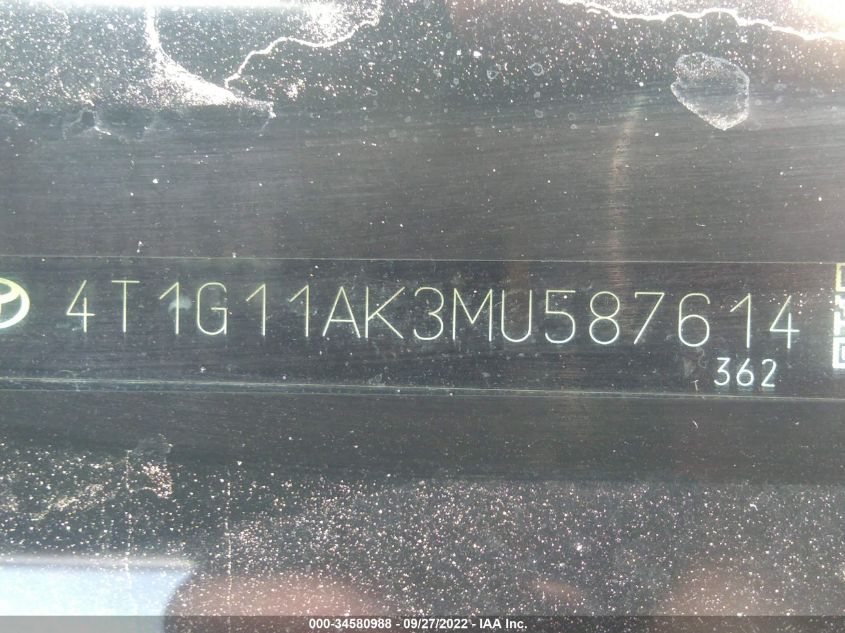 4T1G11AK3MU587614
362
000-34580988 - 09/27/2022 - IAA Inc.